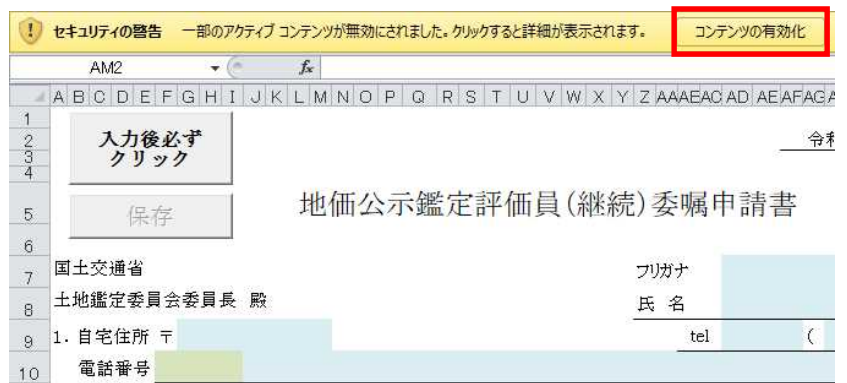 セキュリティの警告 一部のアクティブ コンテンツが無効にされました。クリックすると詳細が表示されます。 コンテンツの有効化
AM2 fx
A B C D E F G H I J K L M N O P Q R S T U V W X Y Z AA AE AC AD AE AF AG
1
2 入力後必ず 令和
3 クリック
4
5 保存 地価公示鑑定評価員(継続)委嘱申請書
6
7 国土交通省 フリガナ
8 土地鑑定委員会委員長 殿 氏 名
9 1. 自宅住所 〒 tel (
10 電話番号